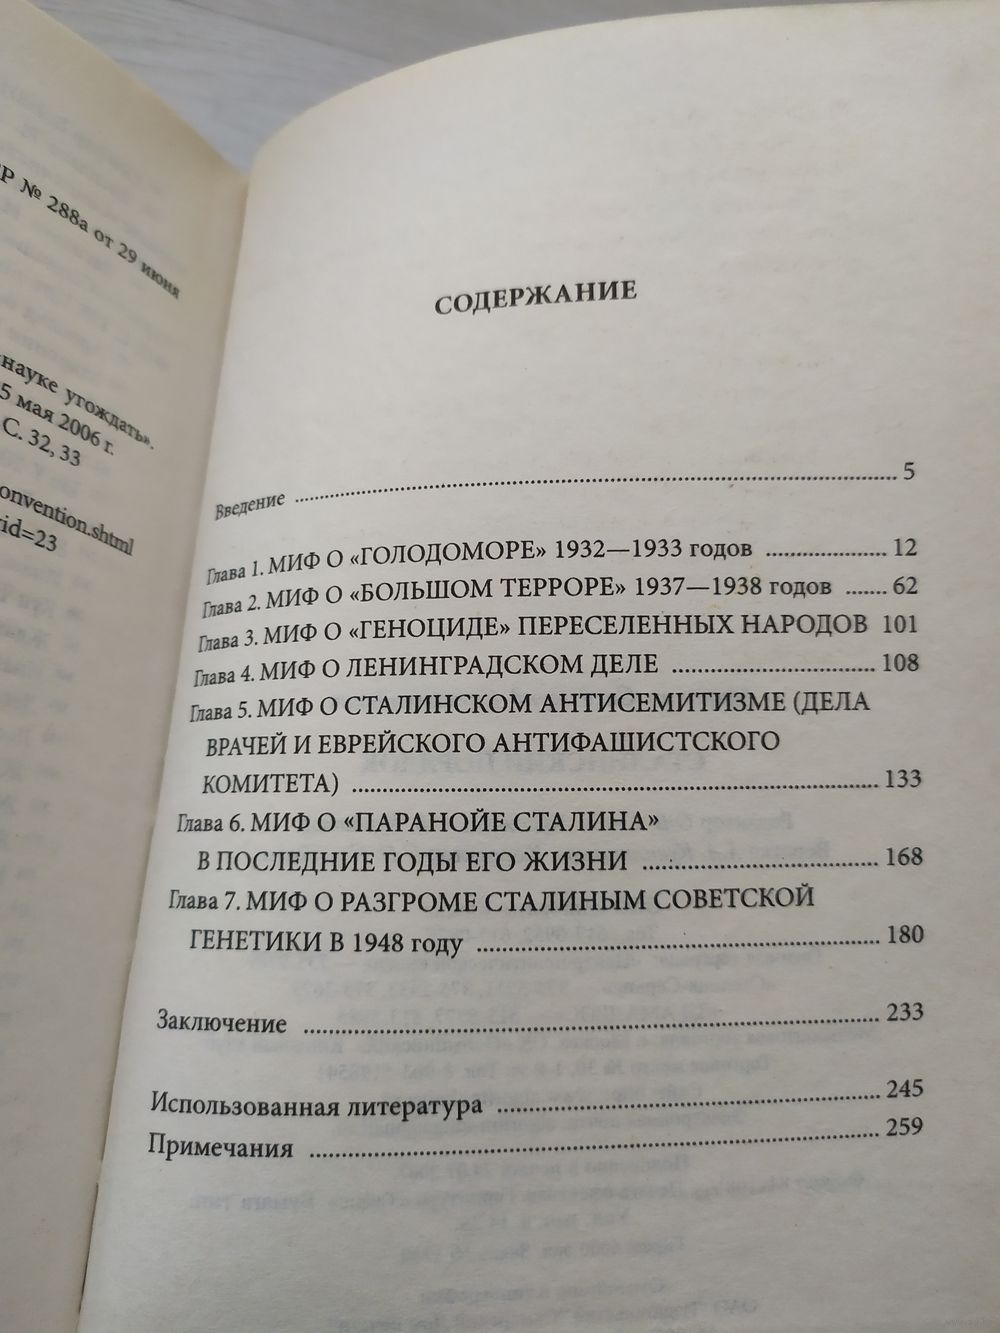 Р № 288а от 29 июня
науке угождать».
5 мая 2006 г.
С. 32, 33
onvention.shtml
id=23
СОДЕРЖАНИЕ
Введение ........ 5
Глава 1. МИФ О «ГОЛОДОМОРЕ» 1932—1933 годов ........ 12
Глава 2. МИФ О «БОЛЬШОМ ТЕРРОРЕ» 1937—1938 годов ....... 62
Глава 3. МИФ О «ГЕНОЦИДЕ» ПЕРЕСЕЛЕННЫХ НАРОДОВ 101
Глава 4. МИФ О ЛЕНИНГРАДСКОМ ДЕЛЕ ........ 108
Глава 5. МИФ О СТАЛИНСКОМ АНТИСЕМИТИЗМЕ (ДЕЛА
ВРАЧЕЙ И ЕВРЕЙСКОГО АНТИФАШИСТСКОГО
КОМИТЕТА) ........ 133
Глава 6. МИФ О «ПАРАНОЙЕ СТАЛИНА»
В ПОСЛЕДНИЕ ГОДЫ ЕГО ЖИЗНИ ........ 168
Глава 7. МИФ О РАЗГРОМЕ СТАЛИНЫМ СОВЕТСКОЙ
ГЕНЕТИКИ В 1948 году ........ 180
Заключение ........ 233
Использованная литература ........ 245
Примечания ........ 259